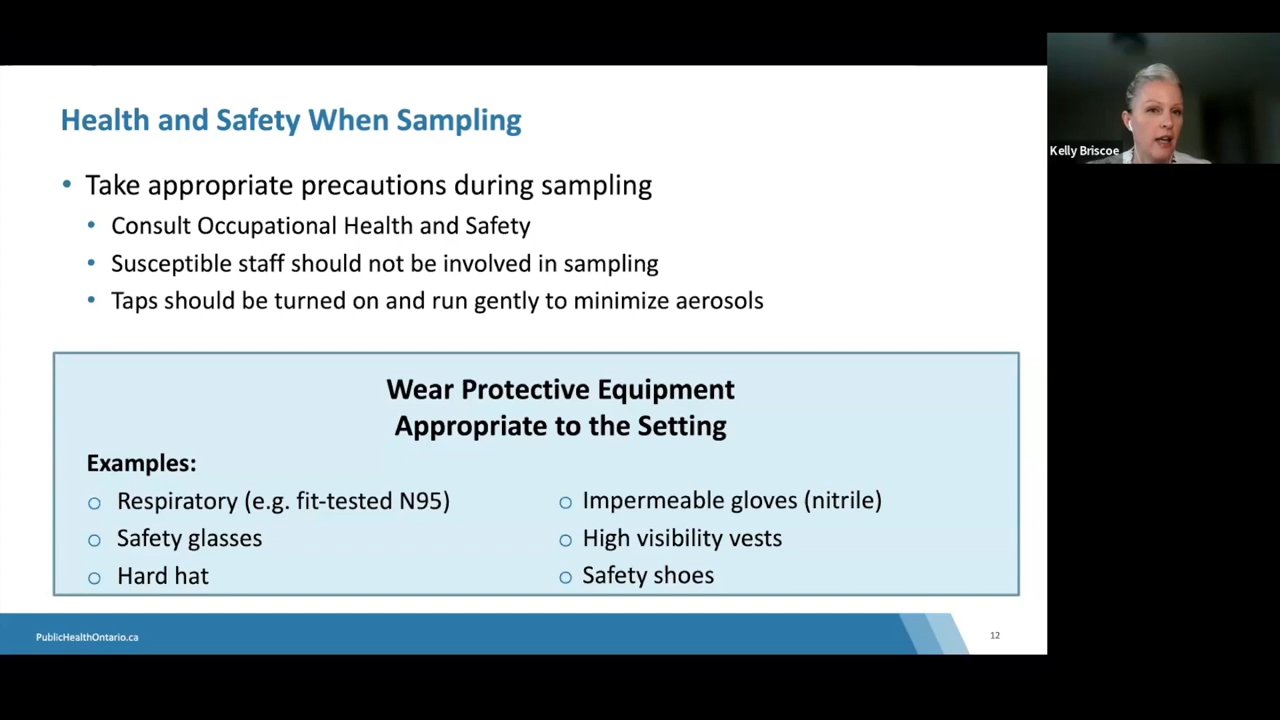 Health and Safety When Sampling
• Take appropriate precautions during sampling
• Consult Occupational Health and Safety
• Susceptible staff should not be involved in sampling
• Taps should be turned on and run gently to minimize aerosols
Wear Protective Equipment
Appropriate to the Setting
Examples:
o Respiratory (e.g. fit-tested N95)
o Safety glasses
o Hard hat
o Impermeable gloves (nitrile)
o High visibility vests
o Safety shoes
PublicHealthOntario.ca
12
Kelly Briscoe